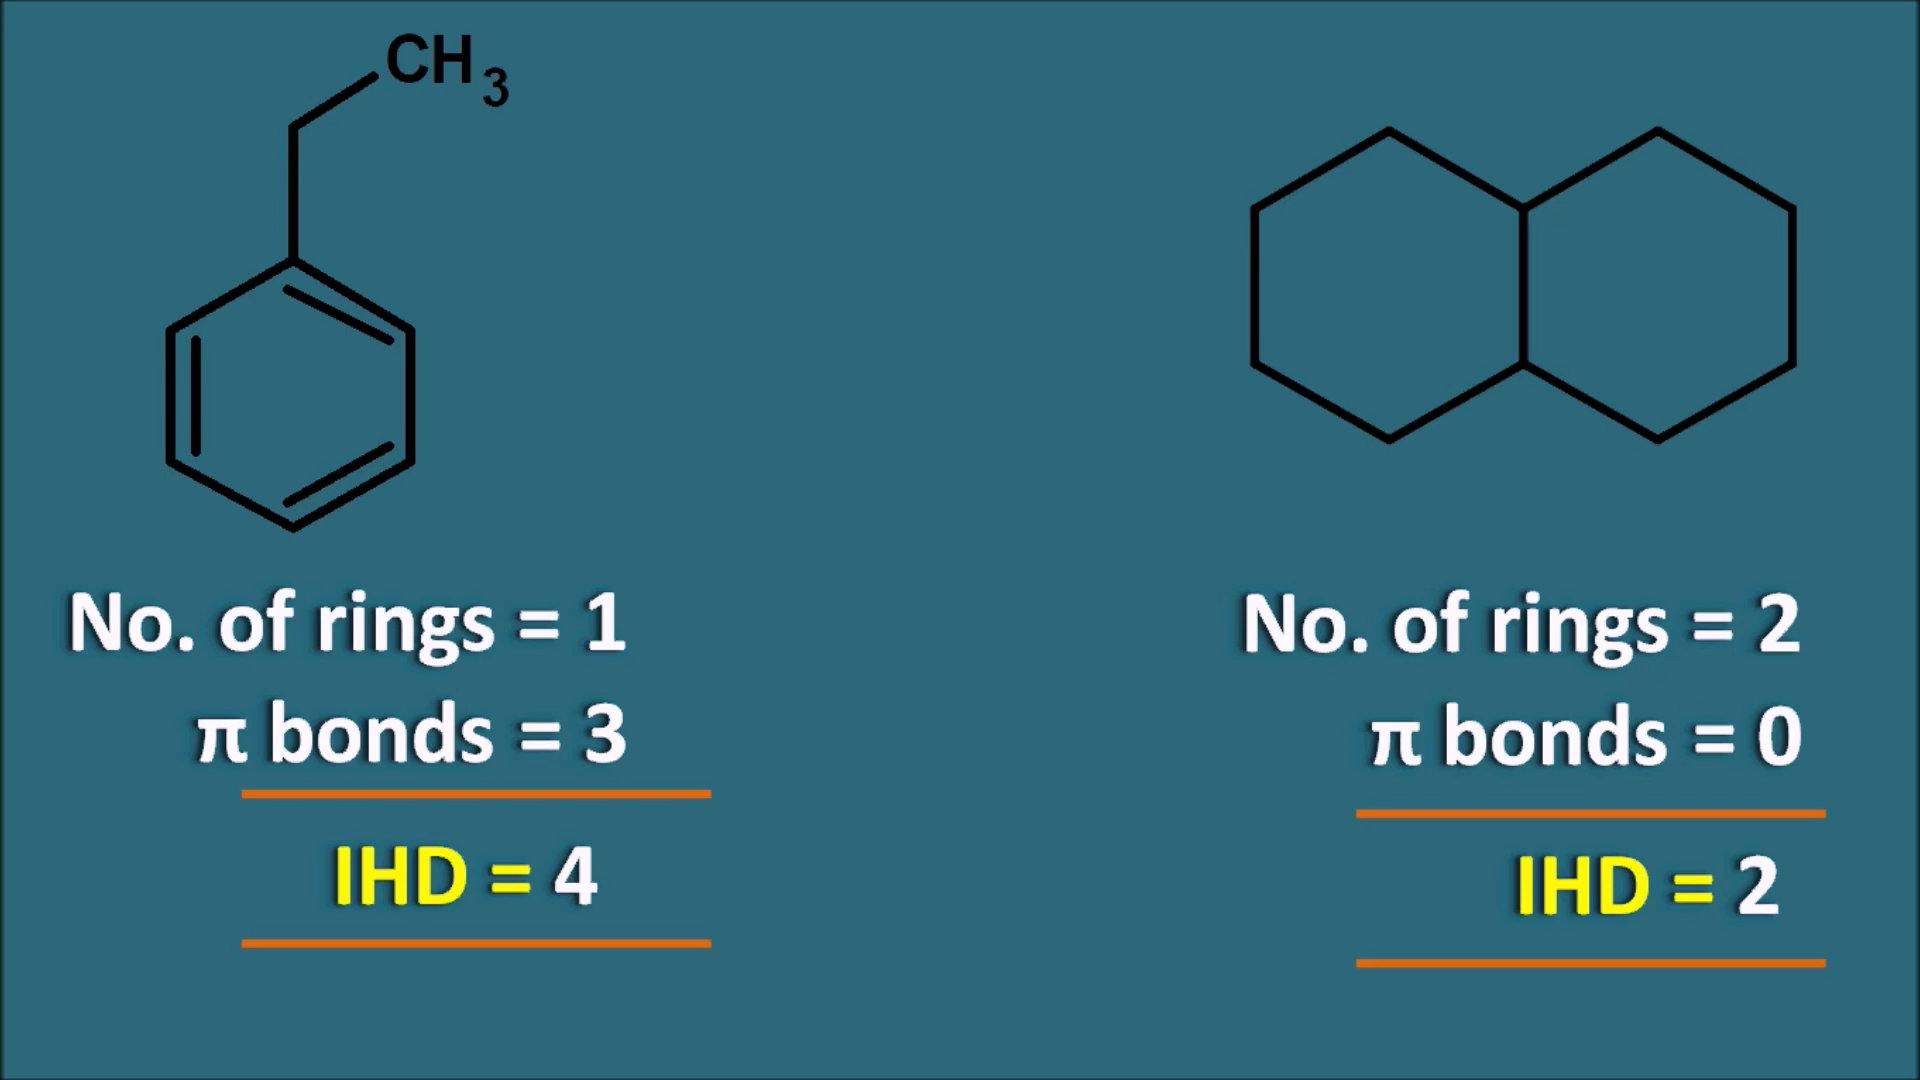 CH3
No. of rings = 1
π bonds = 3
IHD = 4
No. of rings = 2
π bonds = 0
IHD = 2